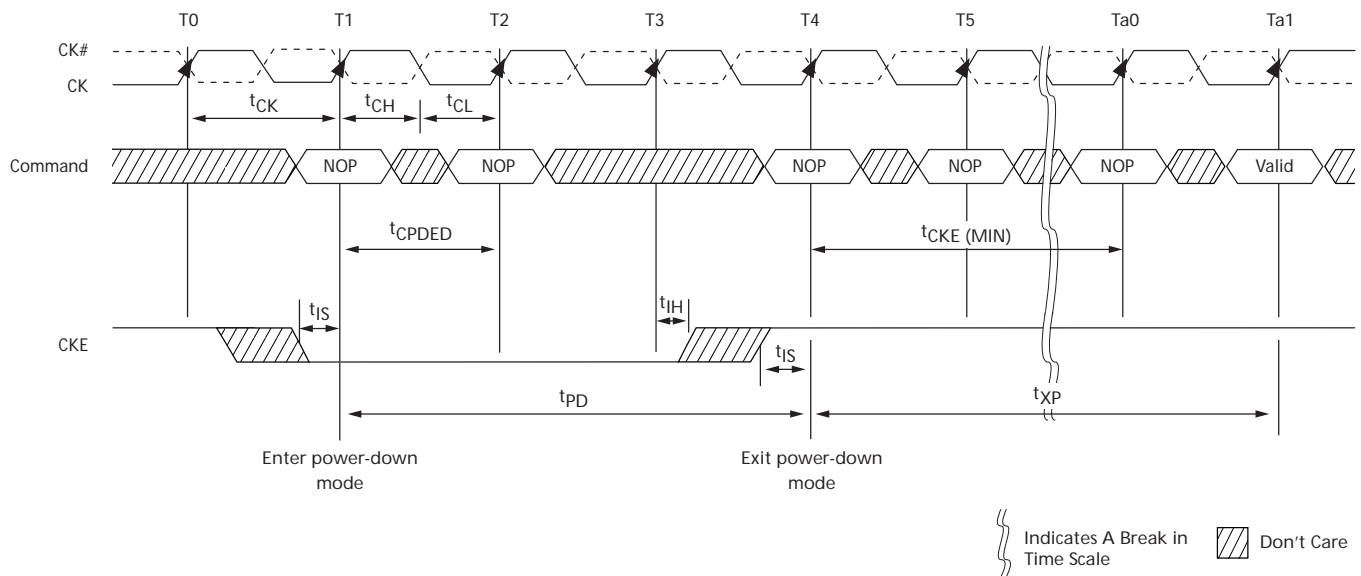 T0 T1 T2 T3 T4 T5 Ta0 Ta1
CK#
CK
tCK tCH tCL
Command
NOP NOP NOP NOP NOP Valid
tCPDED tCKE (MIN)
tIS tIH
CKE
tIS
tPD tXP
Enter power-down
mode
Exit power-down
mode
Indicates A Break in
Time Scale
Don't Care